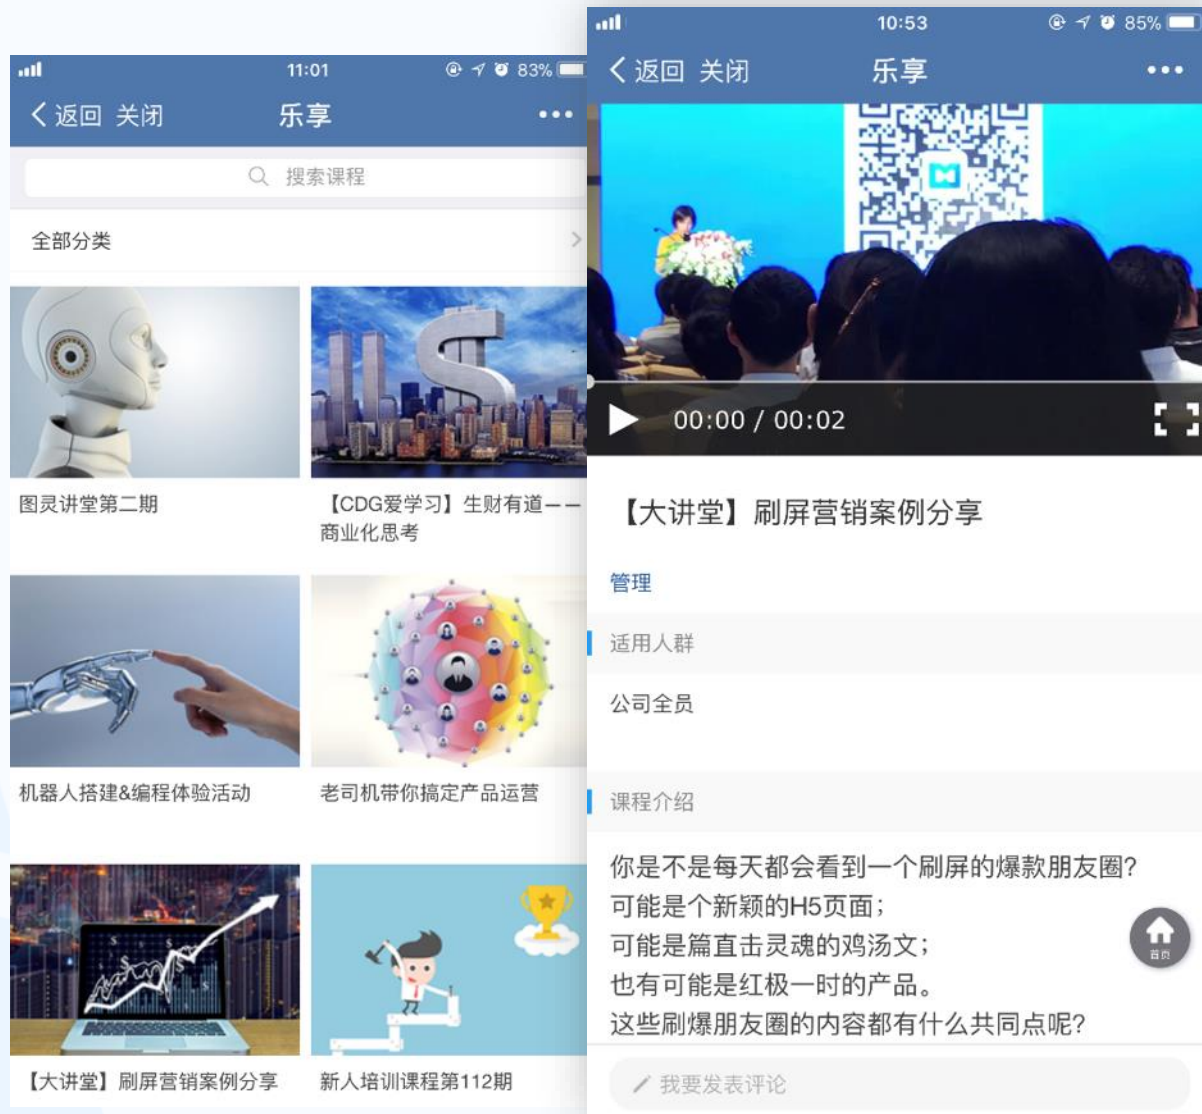 11:01
83%
返回 关闭
乐享
搜索课程
全部分类
图灵讲堂第二期
【CDG爱学习】生财有道——
商业化思考
机器人搭建&编程体验活动
老司机带你搞定产品运营
【大讲堂】刷屏营销案例分享
新人培训课程第112期
10:53
85%
返回 关闭
乐享
00:00 / 00:02
【大讲堂】刷屏营销案例分享
管理
适用人群
公司全员
课程介绍
你是不是每天都会看到一个刷屏的爆款朋友圈?
可能是个新颖的H5页面;
可能是篇直击灵魂的鸡汤文;
也有可能是红极一时的产品。
这些刷爆朋友圈的内容都有什么共同点呢?
首页
我要发表评论